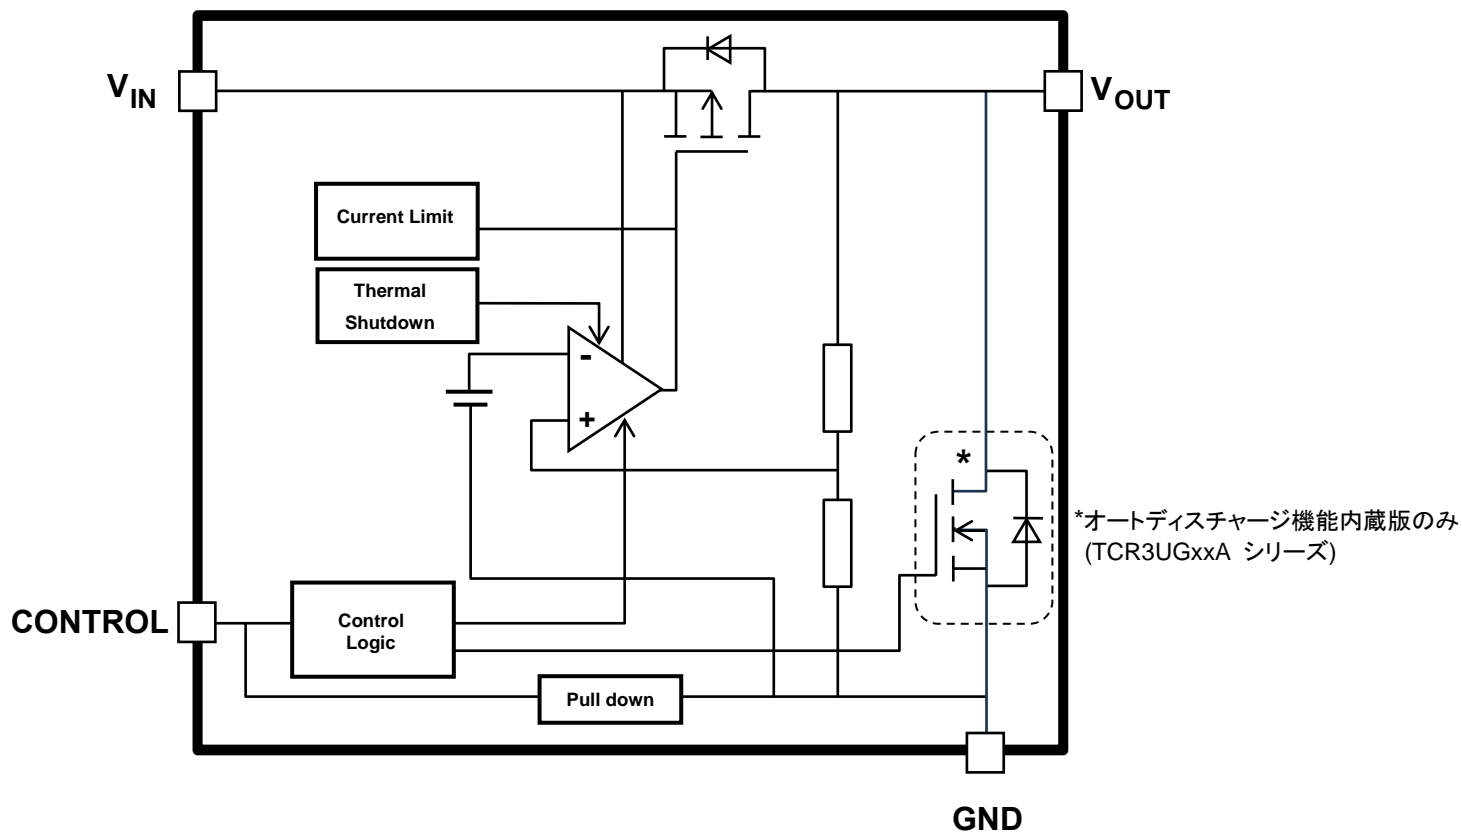 VIN
VOUT
Current Limit
Thermal
Shutdown
-
+
*
*オートディスチャージ機能内蔵版のみ
(TCR3UGxxA シリーズ)
CONTROL
Control
Logic
Pull down
GND